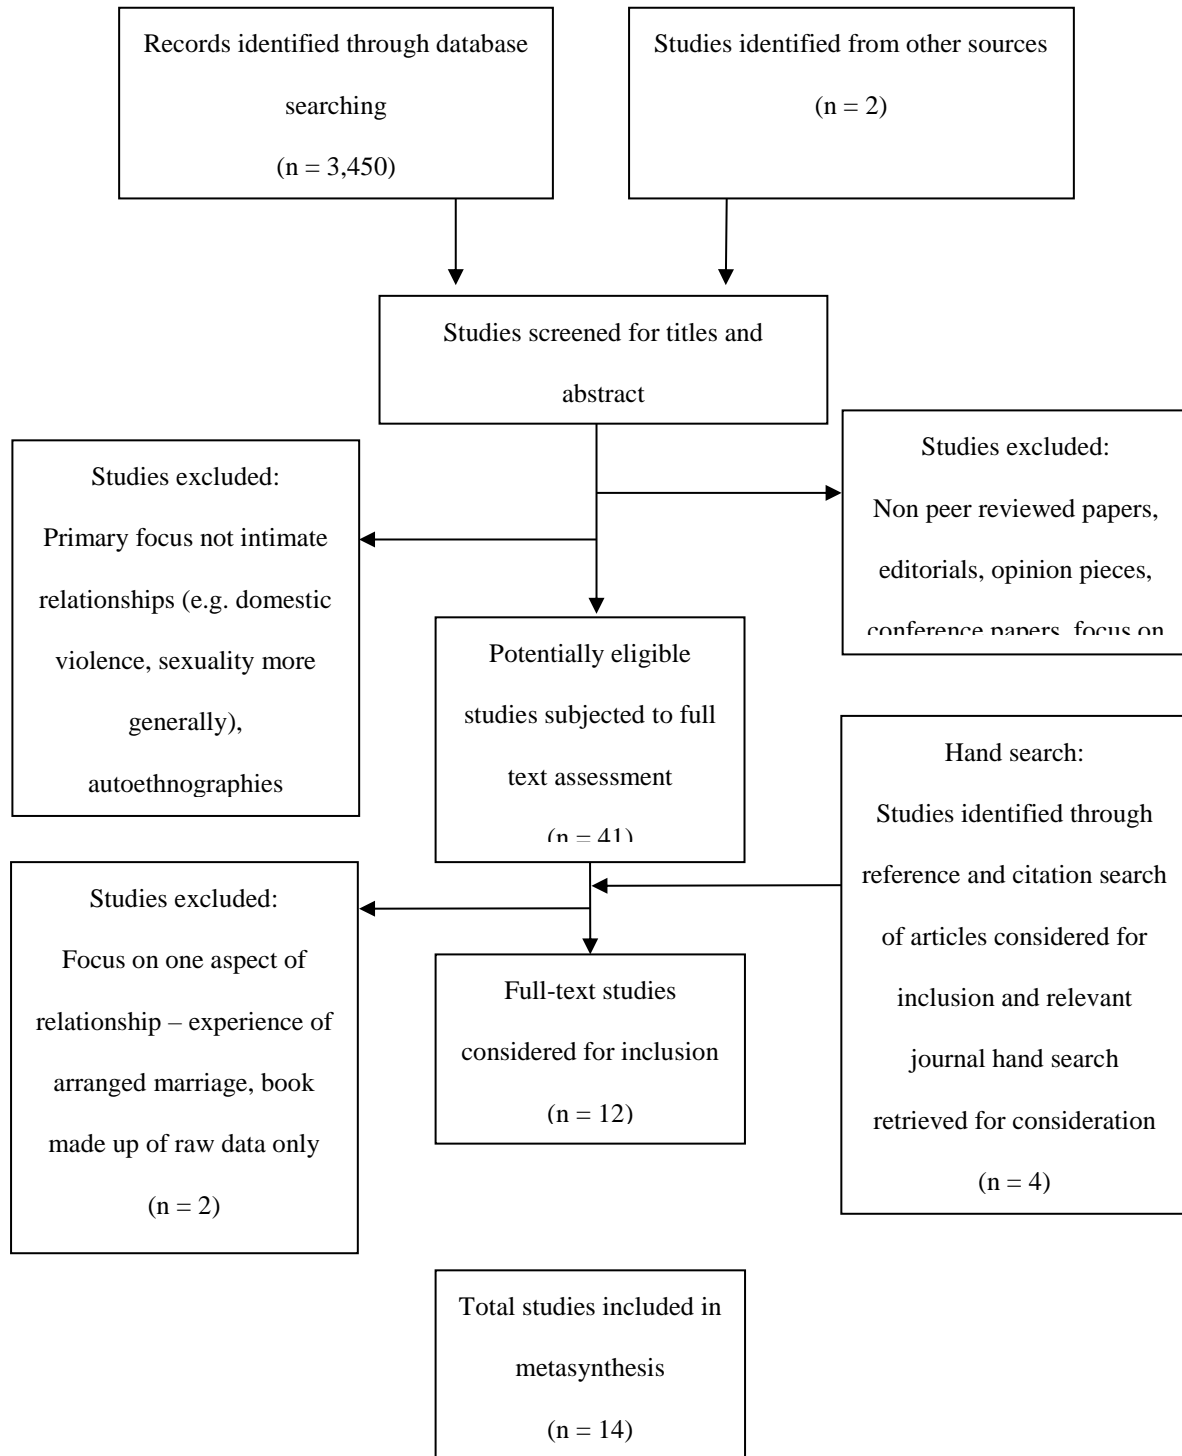 Records identified through database
searching
(n = 3,450)
Studies identified from other sources
(n = 2)
Studies screened for titles and
abstract
Studies excluded:
Primary focus not intimate
relationships (e.g. domestic
violence, sexuality more
generally),
autoethnographies
Studies excluded:
Non peer reviewed papers,
editorials, opinion pieces,
conference papers, focus on
Potentially eligible
studies subjected to full
text assessment
(n = 41)
Hand search:
Studies identified through
reference and citation search
of articles considered for
inclusion and relevant
journal hand search
retrieved for consideration
(n = 4)
Studies excluded:
Focus on one aspect of
relationship – experience of
arranged marriage, book
made up of raw data only
(n = 2)
Full-text studies
considered for inclusion
(n = 12)
Total studies included in
metasynthesis
(n = 14)